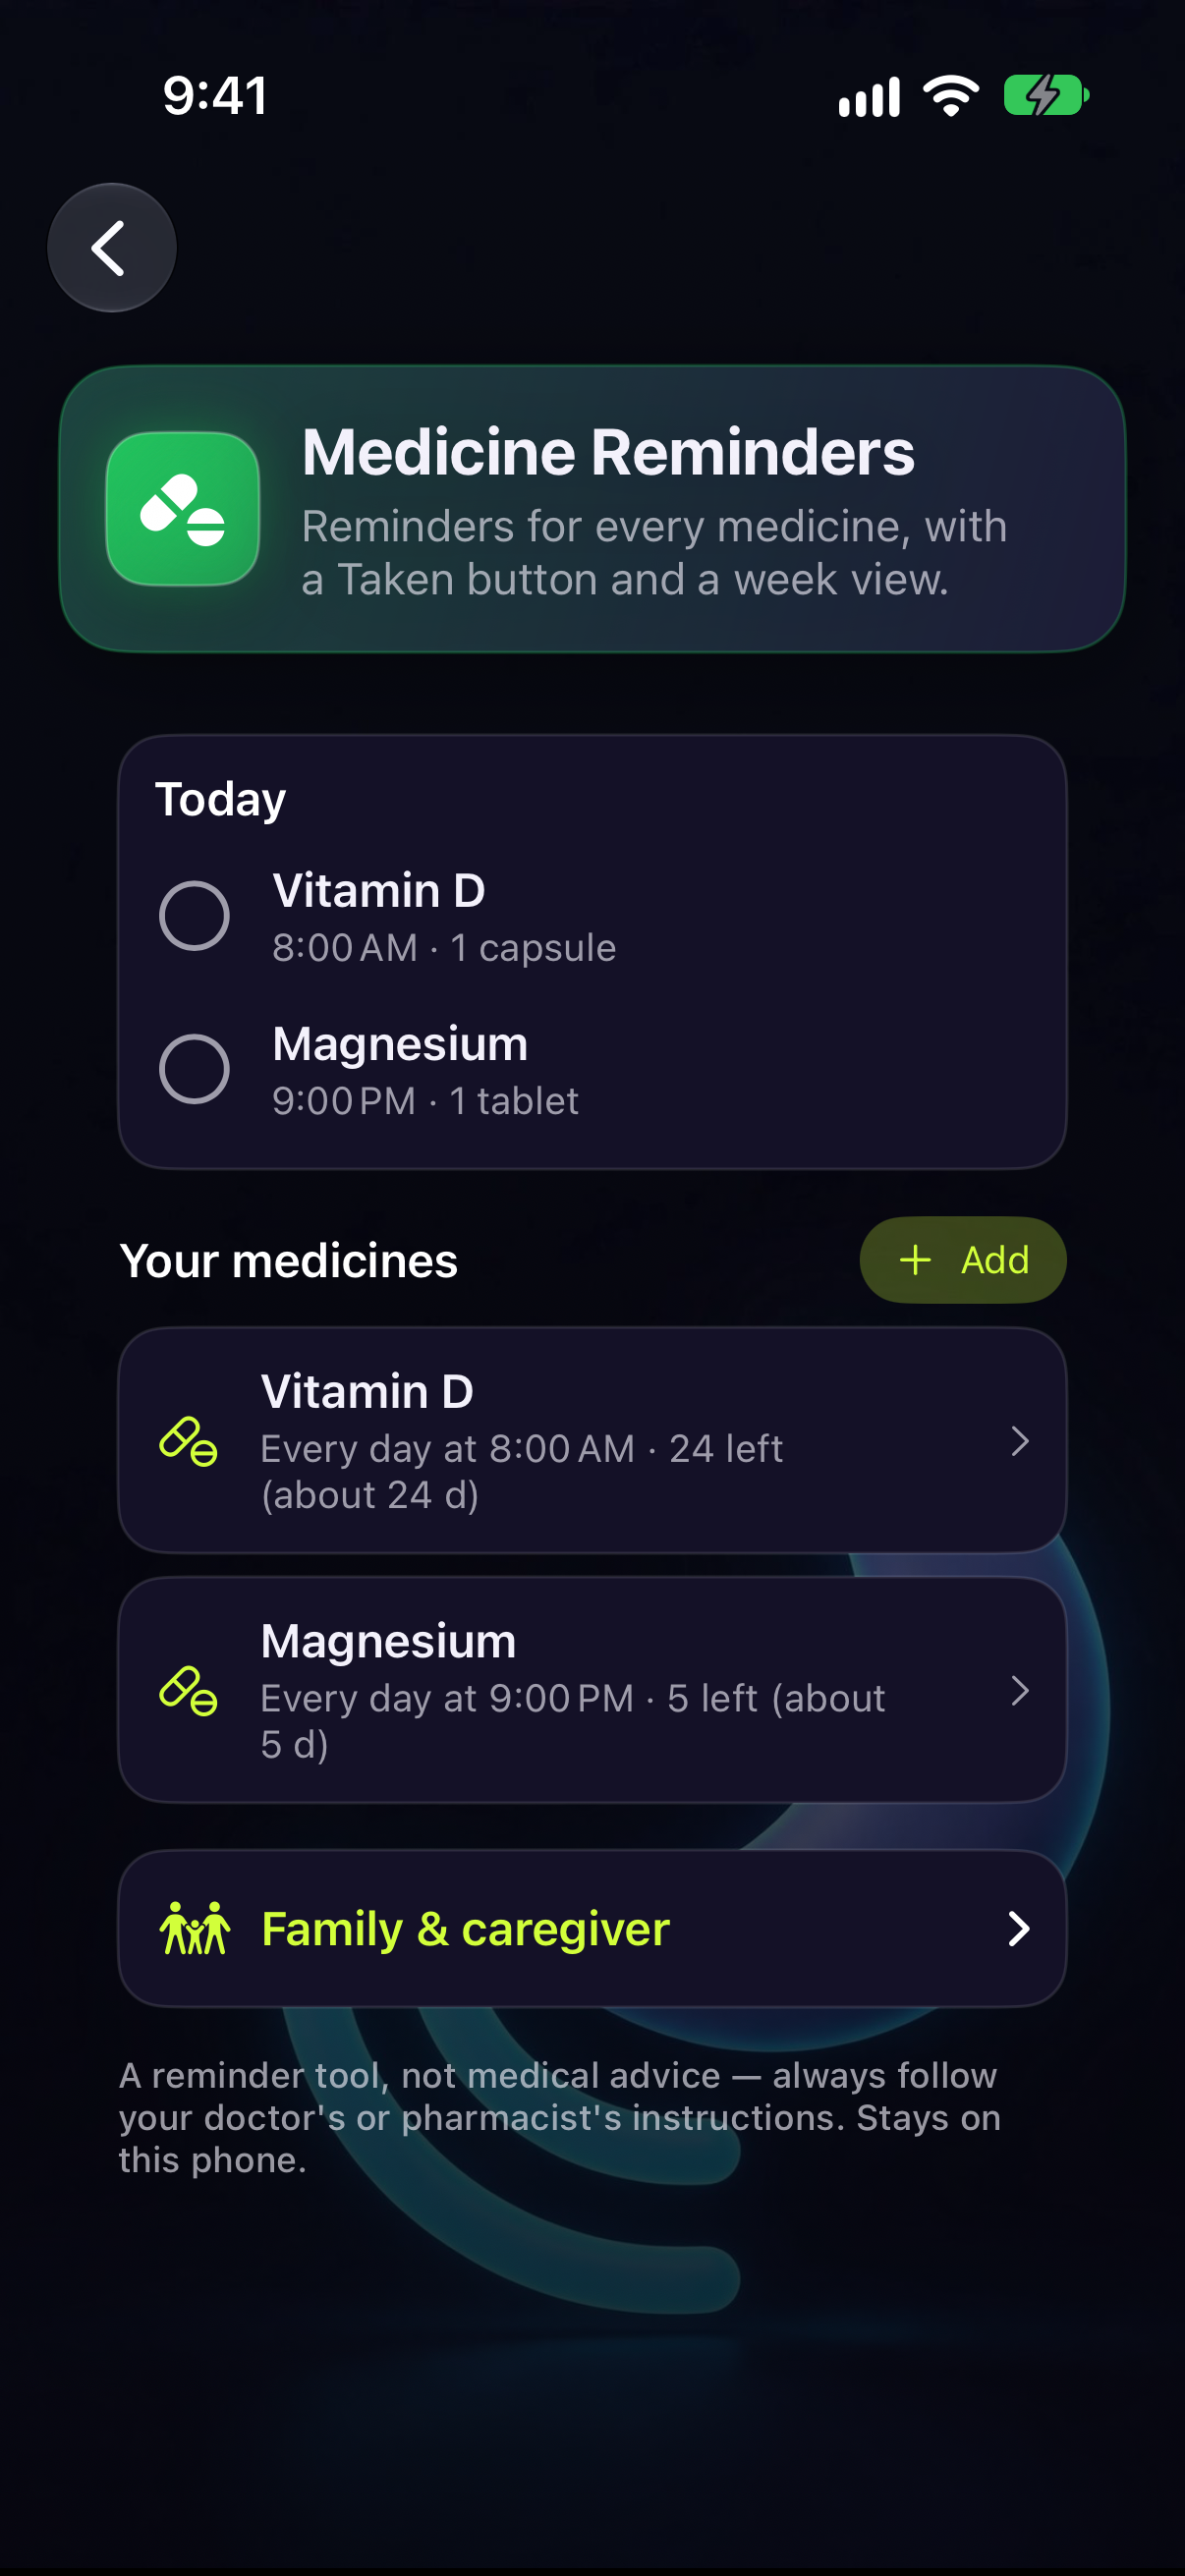 9:41
Medicine Reminders
Reminders for every medicine, with
a Taken button and a week view.
Today
Vitamin D
8:00 AM · 1 capsule
Magnesium
9:00 PM · 1 tablet
Your medicines
+ Add
Vitamin D
Every day at 8:00 AM · 24 left
(about 24 d)
Magnesium
Every day at 9:00 PM · 5 left (about
5 d)
Family & caregiver
A reminder tool, not medical advice — always follow
your doctor's or pharmacist's instructions. Stays on
this phone.